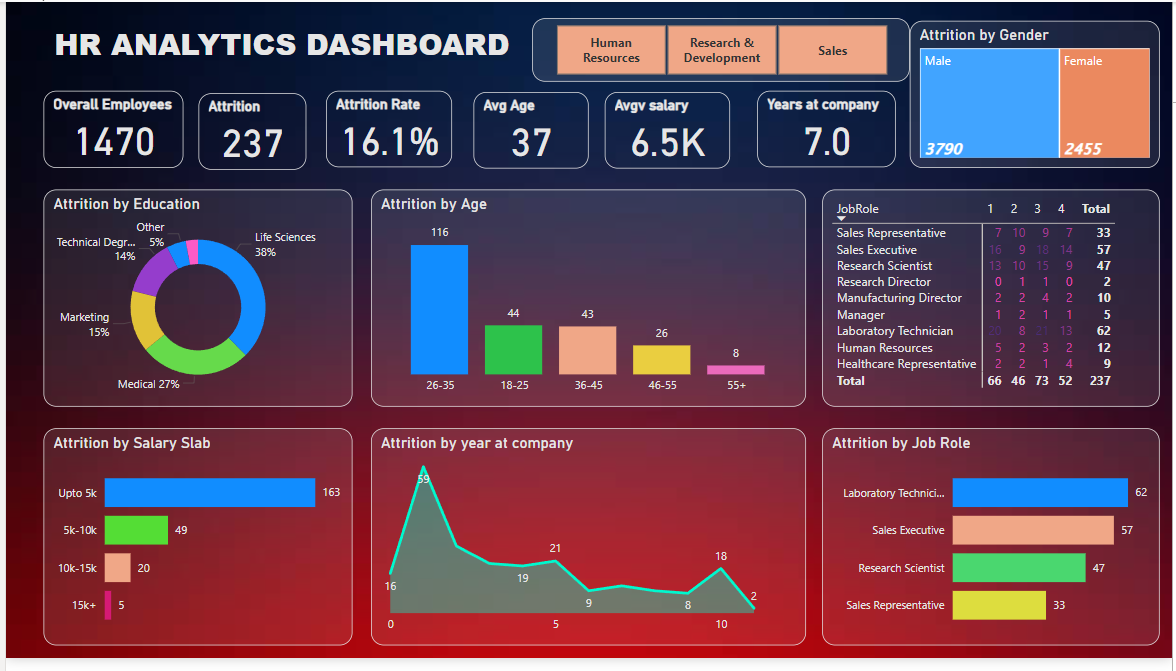 HR ANALYTICS DASHBOARD
Human
Resources
Research &
Development
Sales
Attrition by Gender
Male
Female
3790
2455
Overall Employees
1470
Attrition
237
Attrition Rate
16.1%
Avg Age
37
Avgv salary
6.5K
Years at company
7.0
Attrition by Education
Other
5%
Life Sciences
38%
Technical Degr...
14%
Marketing
15%
Medical 27%
Attrition by Age
116
44
43
26
8
26-35 18-25 36-45 46-55 55+
JobRole 1 2 3 4 Total
Sales Representative 7 10 9 7 33
Sales Executive 16 9 18 14 57
Research Scientist 13 10 15 9 47
Research Director 0 1 1 0 2
Manufacturing Director 2 2 4 2 10
Manager 1 2 1 1 5
Laboratory Technician 20 8 21 13 62
Human Resources 5 2 3 2 12
Healthcare Representative 2 2 1 4 9
Total 66 46 73 52 237
Attrition by Salary Slab
Upto 5k 163
5k-10k 49
10k-15k 20
15k+ 5
Attrition by year at company
59
16
19
21
9
8
18
2
0 5 10
Attrition by Job Role
Laboratory Technici... 62
Sales Executive 57
Research Scientist 47
Sales Representative 33